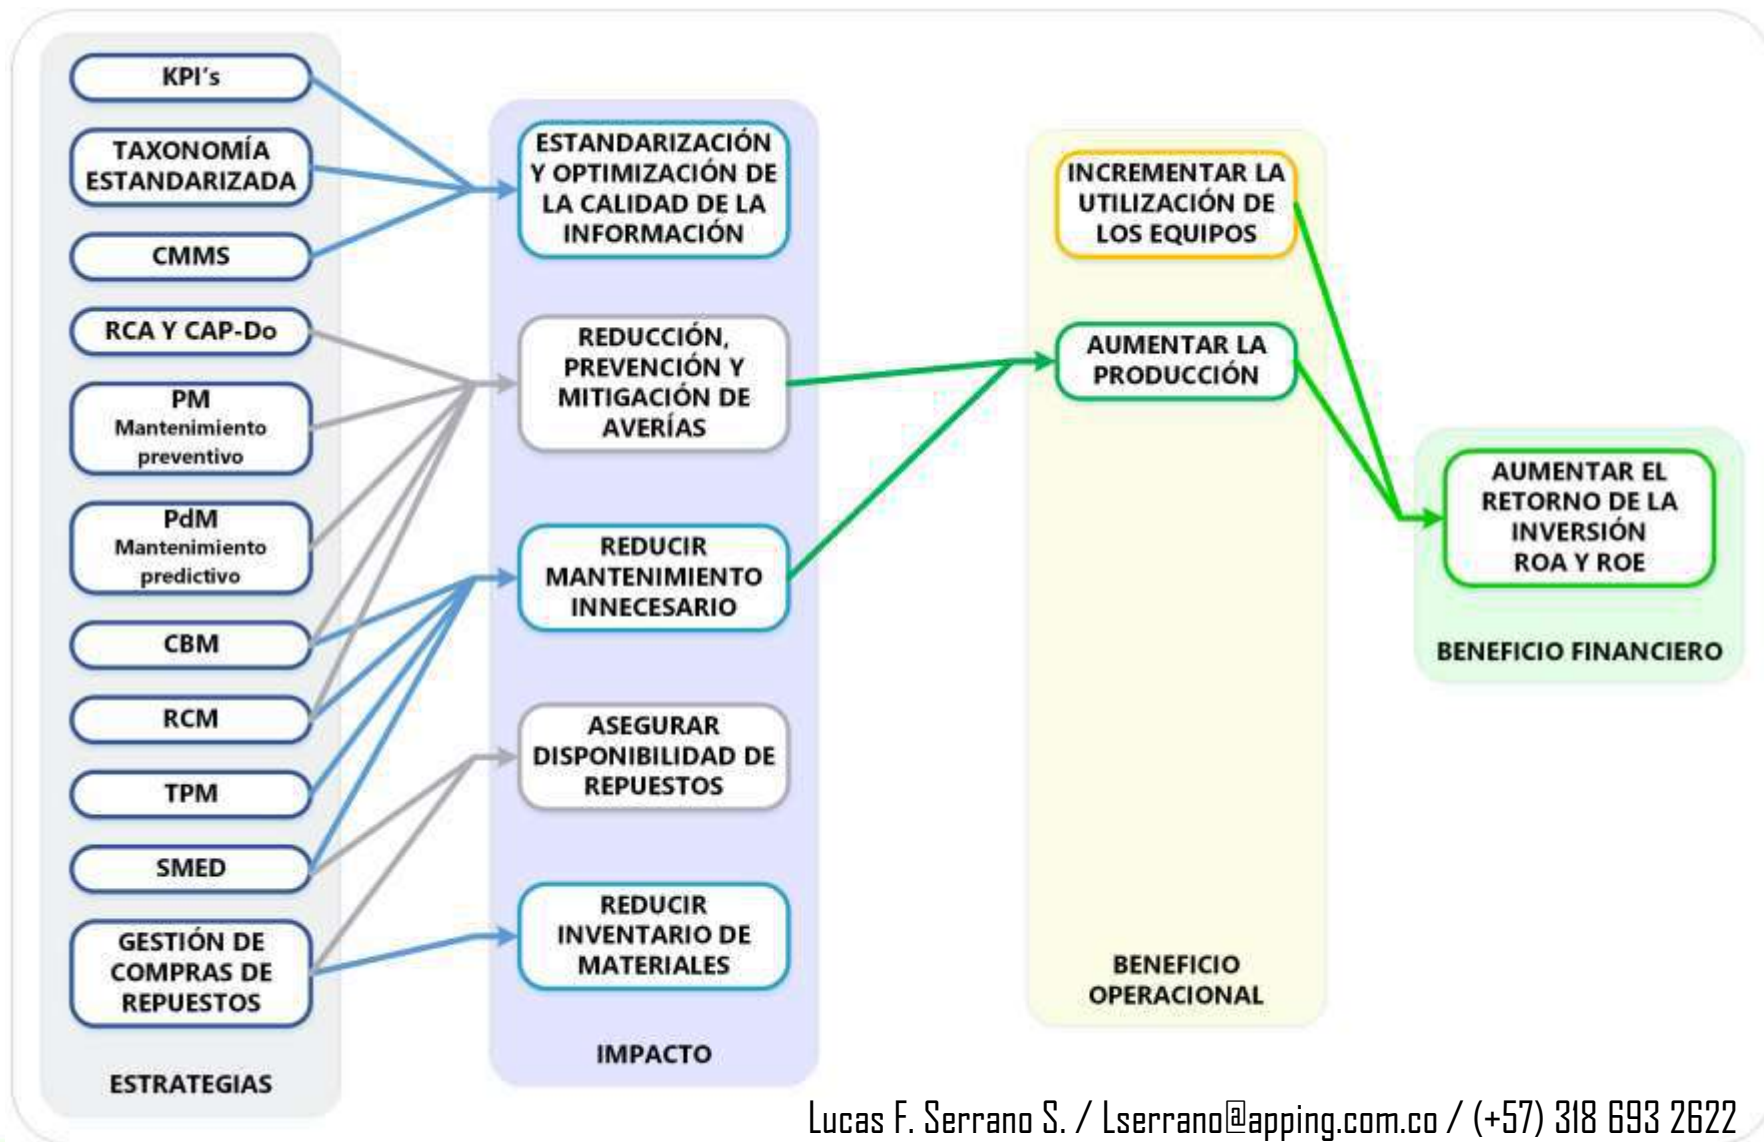 KPI's
TAXONOMÍA
ESTANDARIZADA
CMMS
RCA Y CAP-Do
PM
Mantenimiento
preventivo
PdM
Mantenimiento
predictivo
CBM
RCM
TPM
SMED
GESTIÓN DE
COMPRAS DE
REPUESTOS
ESTRATEGIAS
ESTANDARIZACIÓN
Y OPTIMIZACIÓN DE
LA CALIDAD DE LA
INFORMACIÓN
REDUCCIÓN,
PREVENCIÓN Y
MITIGACIÓN DE
AVERÍAS
REDUCIR
MANTENIMIENTO
INNECESARIO
ASEGURAR
DISPONIBILIDAD DE
REPUESTOS
REDUCIR
INVENTARIO DE
MATERIALES
IMPACTO
INCREMENTAR LA
UTILIZACIÓN DE
LOS EQUIPOS
AUMENTAR LA
PRODUCCIÓN
BENEFICIO
OPERACIONAL
AUMENTAR EL
RETORNO DE LA
INVERSIÓN
ROA Y ROE
BENEFICIO FINANCIERO
Lucas F. Serrano S. / Lserrano@apping.com.co / (+57) 318 693 2622